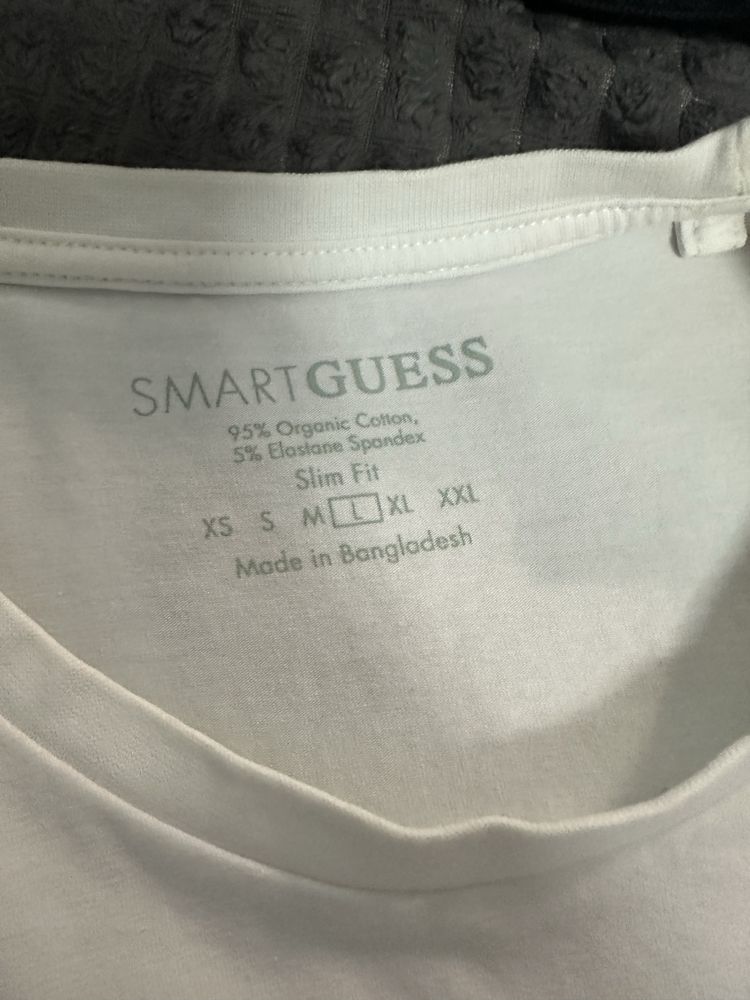 SMARTGUESS
95% Organic Cotton,
5% Elastane Spandex
Slim Fit
XS S M L XL XXL
Made in Bangladesh